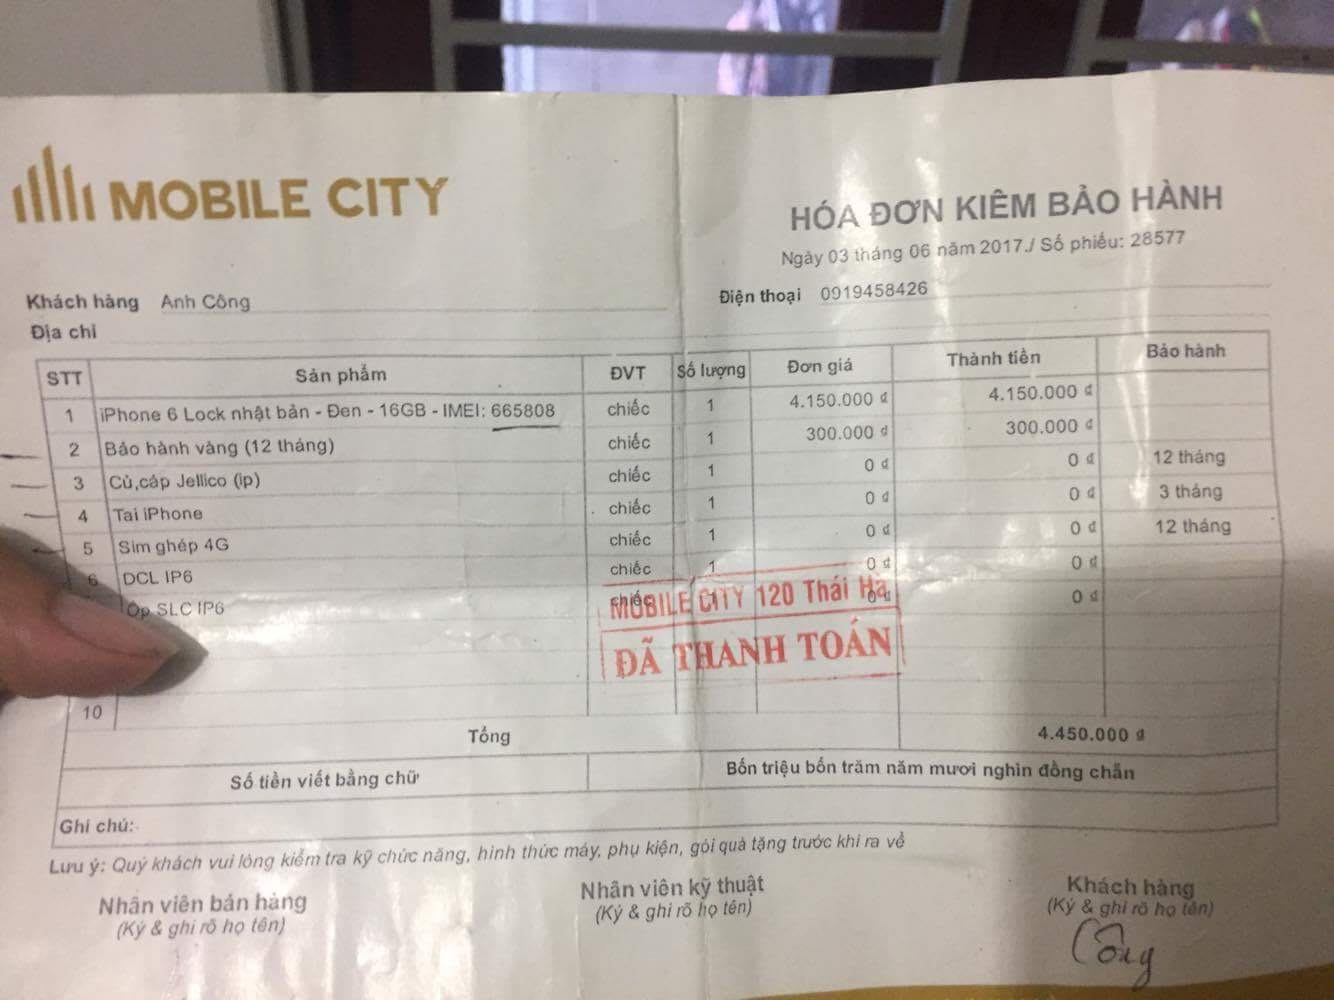 MOBILE CITY
HÓA ĐƠN KIÊM BẢO HÀNH
Ngày 03 tháng 06 năm 2017./ Số phiếu: 28577
Khách hàng Anh Công
Điện thoại 0919458426
Địa chỉ
STT Sản phẩm ĐVT Số lượng Đơn giá Thành tiền Bảo hành
1 iPhone 6 Lock nhật bản - Đen - 16GB - IMEI: 665808 chiếc 1 4.150.000 đ 4.150.000 đ
2 Bảo hành vàng (12 tháng) chiếc 1 300.000 đ 300.000 đ
3 Củ,cáp Jellico (ip) chiếc 1 0 đ 0 đ 12 tháng
4 Tai iPhone chiếc 1 0 đ 0 đ 3 tháng
5 Sim ghép 4G chiếc 1 0 đ 0 đ 12 tháng
6 DCL IP6 chiếc 1 0 đ 0 đ
Ốp SLC IP6 chiếc 1 0 đ 0 đ
MOBILE CITY 120 Thái Hà
ĐÃ THANH TOÁN
10
Tổng 4.450.000 đ
Số tiền viết bằng chữ Bốn triệu bốn trăm năm mươi nghìn đồng chẵn
Ghi chú:
Lưu ý: Quý khách vui lòng kiểm tra kỹ chức năng, hình thức máy, phụ kiện, gói quà tặng trước khi ra về
Nhân viên bán hàng Nhân viên kỹ thuật Khách hàng
(Ký & ghi rõ họ tên) (Ký & ghi rõ họ tên) (Ký & ghi rõ họ tên)
Công